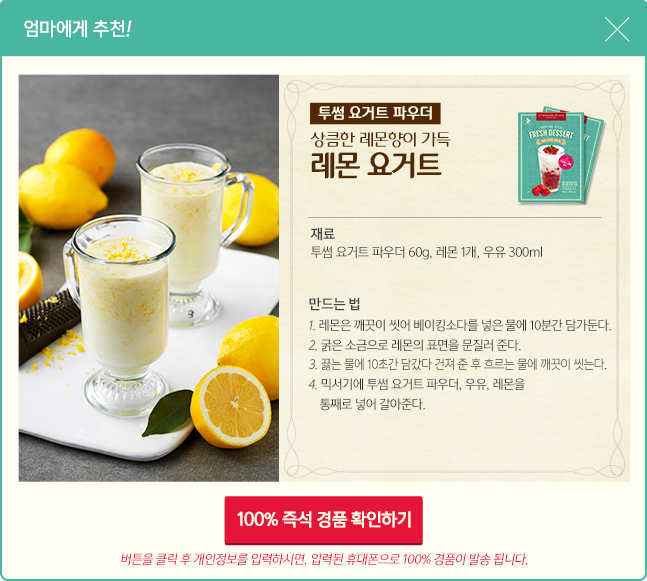 엄마에게 추천!
투썸 요거트 파우더
상큼한 레몬향이 가득
레몬 요거트
FRESH DESSERT
재료
투썸 요거트 파우더 60g, 레몬 1개, 우유 300ml
만드는 법
1. 레몬은 깨끗이 씻어 베이킹소다를 넣은 물에 10분간 담가둔다.
2. 굵은 소금으로 레몬의 표면을 문질러 준다.
3. 끓는 물에 10초간 담갔다 건져 준 후 흐르는 물에 깨끗이 씻는다.
4. 믹서기에 투썸 요거트 파우더, 우유, 레몬을
통째로 넣어 갈아준다.
100% 즉석 경품 확인하기
버튼을 클릭 후 개인정보를 입력하시면, 입력된 휴대폰으로 100% 경품이 발송 됩니다.